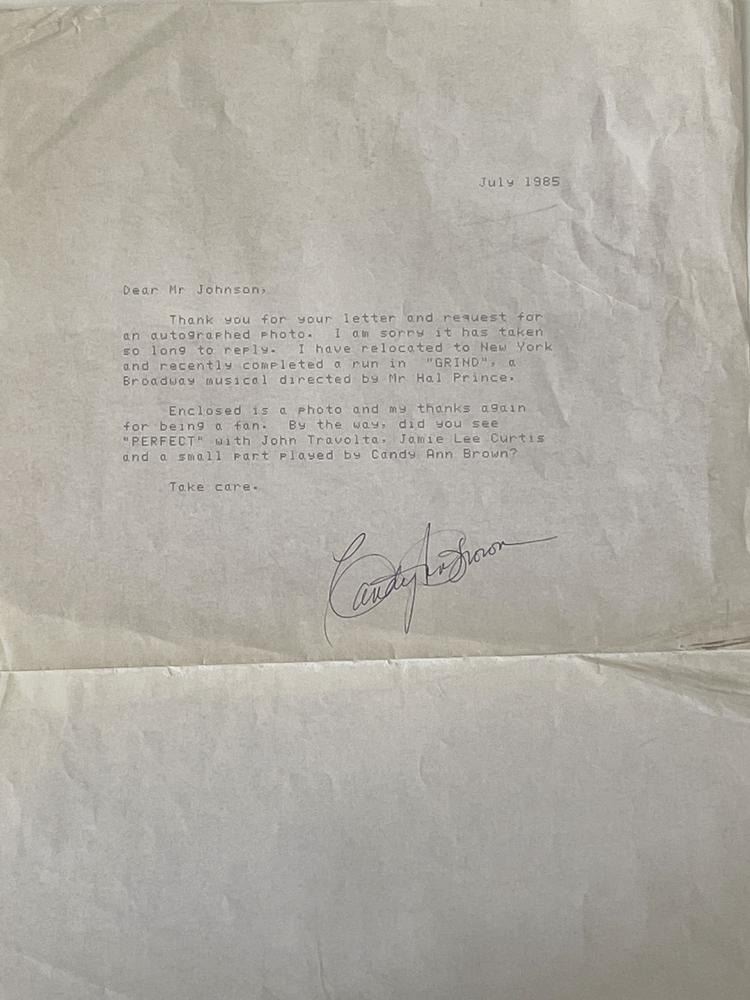 July 1985
Dear Mr Johnson,
Thank you for your letter and request for
an autographed photo. I am sorry it has taken
so long to reply. I have relocated to New York
and recently completed a run in "GRIND", a
Broadway musical directed by Mr Hal Prince.
Enclosed is a photo and my thanks again
for being a fan. By the way, did you see
"PERFECT" with John Travolta, Jamie Lee Curtis
and a small part played by Candy Ann Brown?
Take care.
Candy Ann Brown